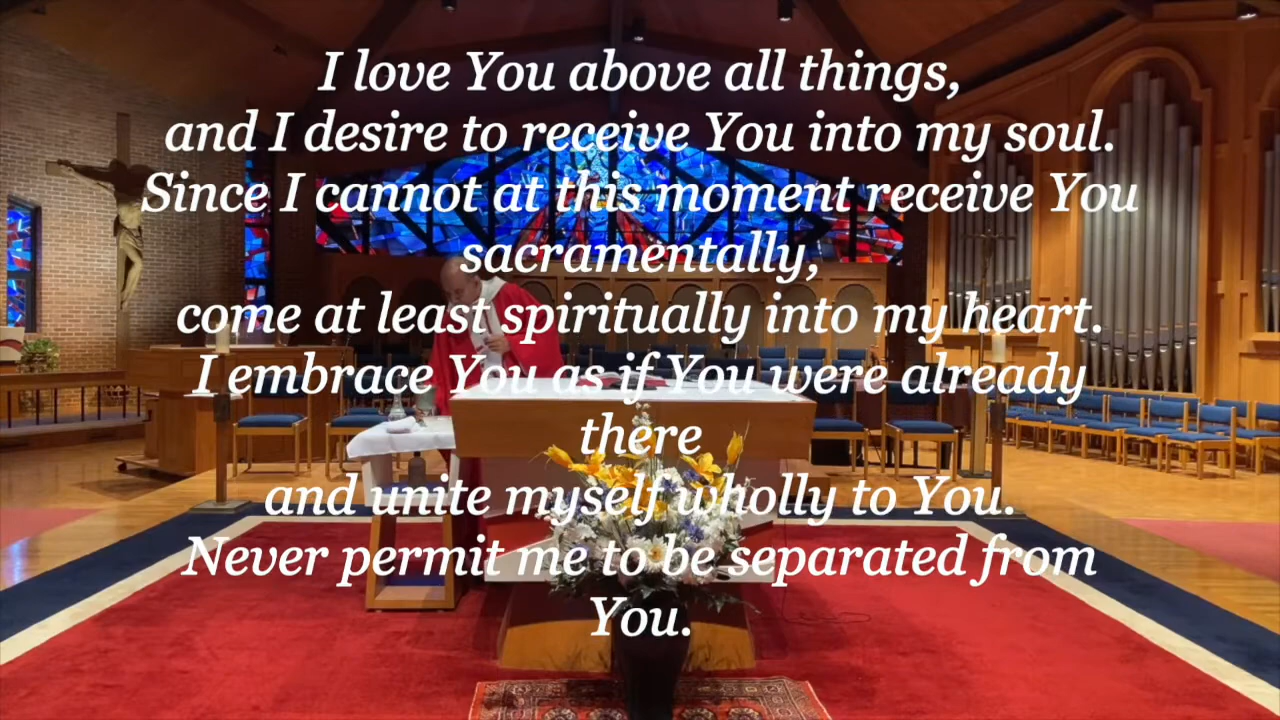 I love You above all things,
and I desire to receive You into my soul.
Since I cannot at this moment receive You
sacramentally,
come at least spiritually into my heart.
I embrace You as if You were already
there
and unite myself wholly to You.
Never permit me to be separated from
You.